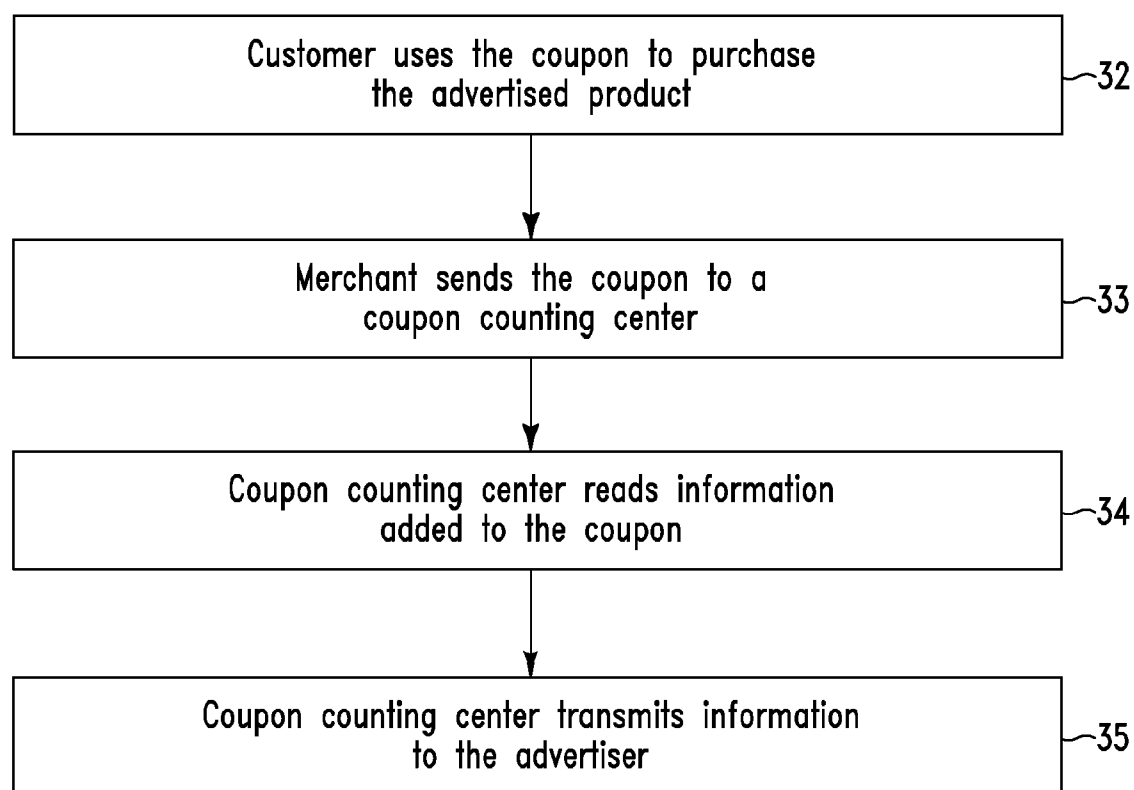 Customer uses the coupon to purchase
the advertised product
32
Merchant sends the coupon to a
coupon counting center
33
Coupon counting center reads information
added to the coupon
34
Coupon counting center transmits information
to the advertiser
35